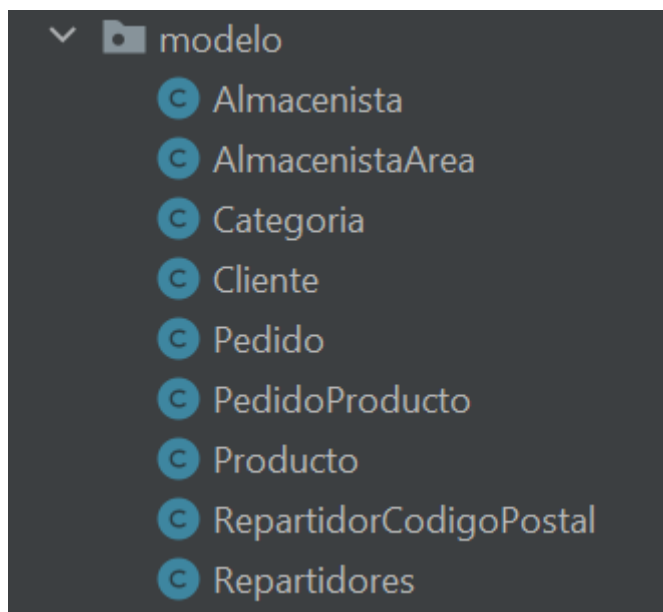 modelo
C Almacenista
C AlmacenistaArea
C Categoria
C Cliente
C Pedido
C PedidoProducto
C Producto
C RepartidorCodigoPostal
C Repartidores